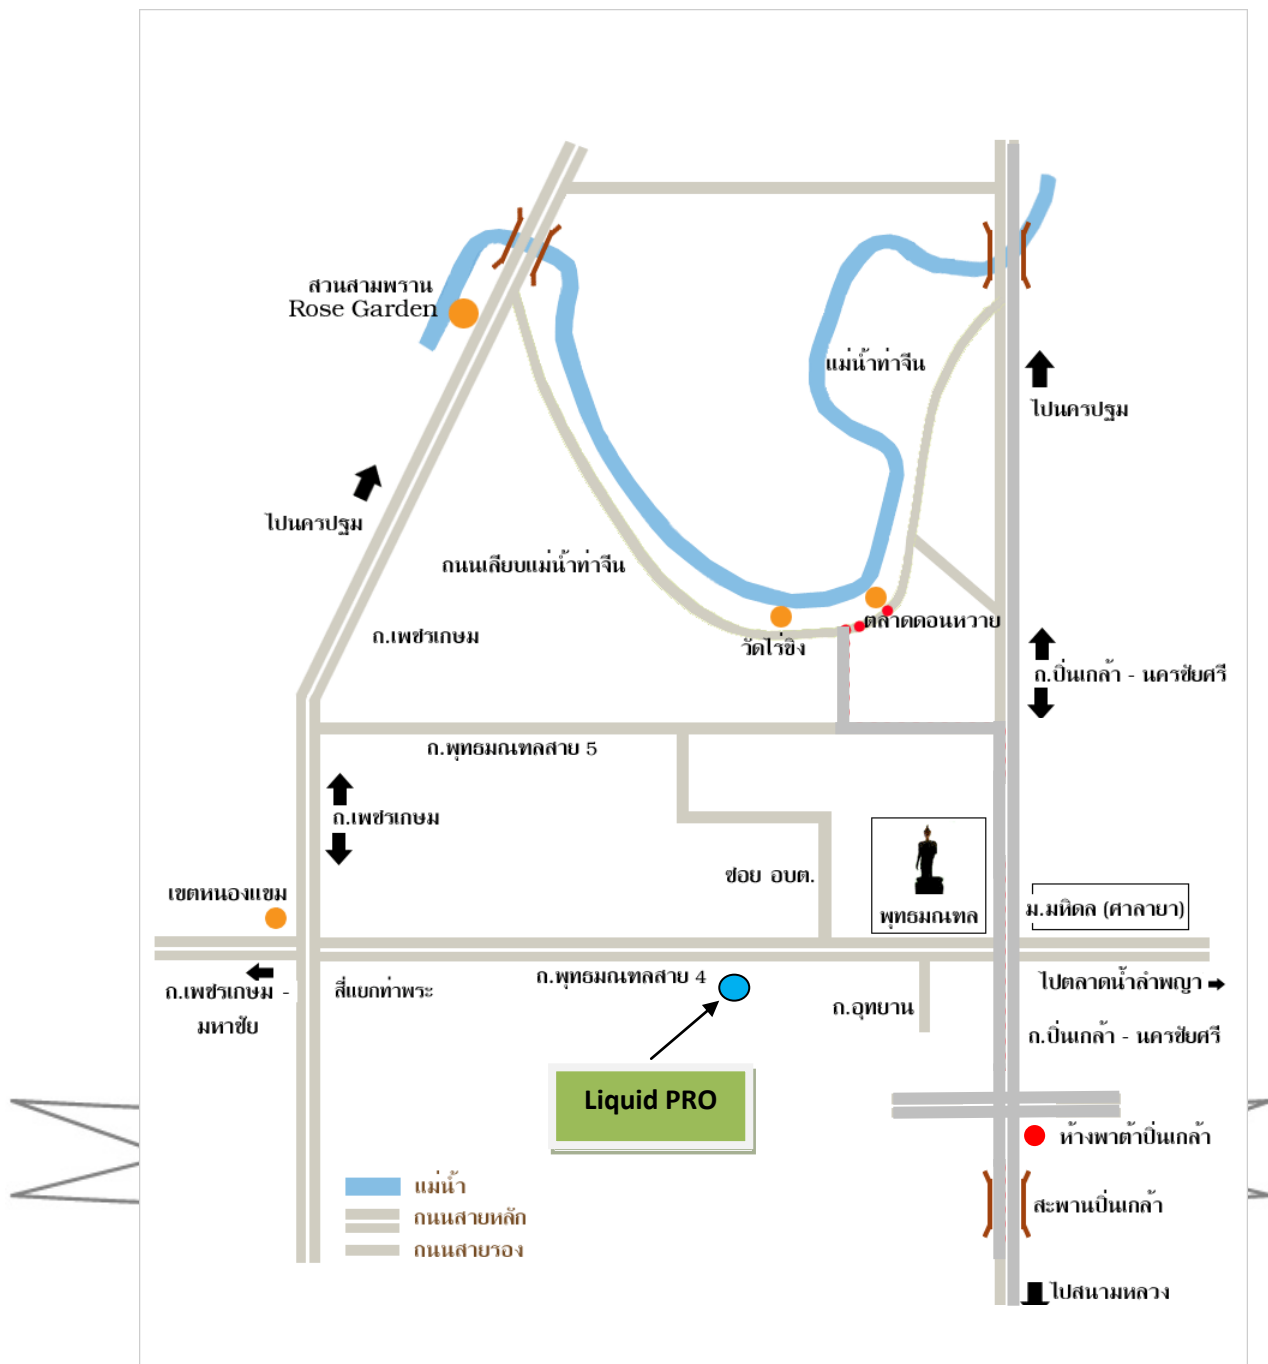 สวนสามพราน
Rose Garden
แม่น้ำท่าจีน
ไปนครปฐม
ไปนครปฐม
ถนนเลียบแม่น้ำท่าจีน
ถ.เพชรเกษม
วัดไร่ขิง
ตลาดดอนหวาย
ถ.ปิ่นเกล้า - นครชัยศรี
ถ.พุทธมณฑลสาย 5
ถ.เพชรเกษม
ซอย อบต.
เขตหนองแขม
พุทธมณฑล
ม.มหิดล (ศาลายา)
ถ.เพชรเกษม -
มหาชัย
สี่แยกท่าพระ
ถ.พุทธมณฑลสาย 4
ถ.อุทยาน
ไปตลาดน้ำลำพญา
ถ.ปิ่นเกล้า - นครชัยศรี
Liquid PRO
ห้างพาต้าปิ่นเกล้า
แม่น้ำ
ถนนสายหลัก
ถนนสายรอง
สะพานปิ่นเกล้า
ไปสนามหลวง